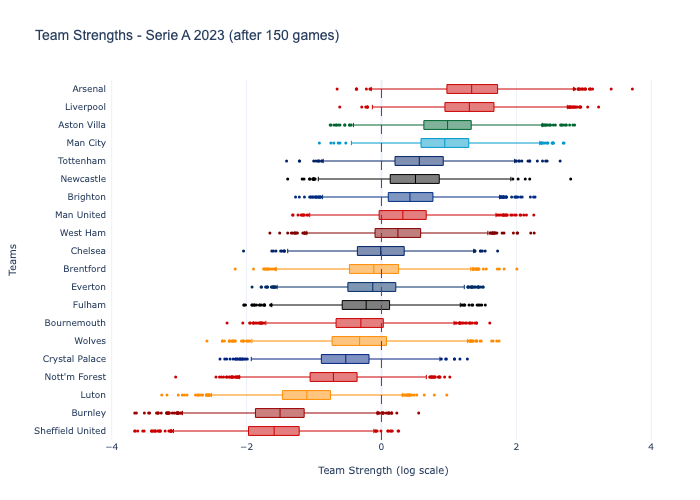 Team Strengths - Serie A 2023 (after 150 games)
Arsenal
Liverpool
Aston Villa
Man City
Tottenham
Newcastle
Brighton
Man United
West Ham
Chelsea
Brentford
Everton
Fulham
Bournemouth
Wolves
Crystal Palace
Nott'm Forest
Luton
Burnley
Sheffield United
Teams
−4 −2 0 2 4
Team Strength (log scale)